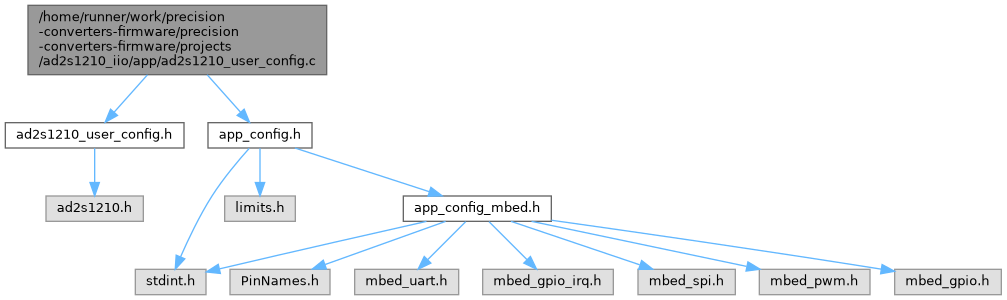 /home/runner/work/precision
-converters-firmware/precision
-converters-firmware/projects
/ad2s1210_iio/app/ad2s1210_user_config.c
ad2s1210_user_config.h
app_config.h
ad2s1210.h
limits.h
app_config_mbed.h
stdint.h
PinNames.h
mbed_uart.h
mbed_gpio_irq.h
mbed_spi.h
mbed_pwm.h
mbed_gpio.h